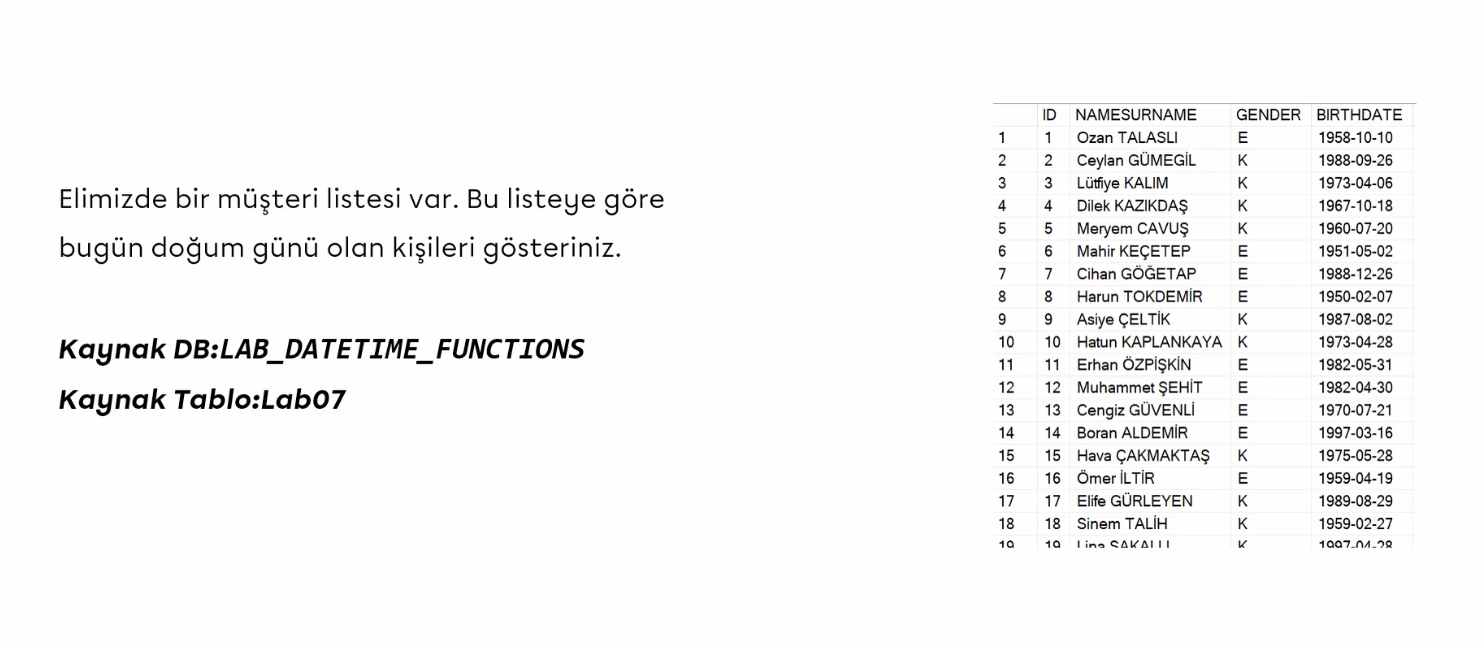 Elimizde bir müşteri listesi var. Bu listeye göre
bugün doğum günü olan kişileri gösteriniz.
Kaynak DB:LAB_DATETIME_FUNCTIONS
Kaynak Tablo:Lab07
ID NAMESURNAME GENDER BIRTHDATE
1 1 Ozan TALASLI E 1958-10-10
2 2 Ceylan GÜMEGİL K 1988-09-26
3 3 Lütfiye KALIM K 1973-04-06
4 4 Dilek KAZIKDAŞ K 1967-10-18
5 5 Meryem CAVUŞ K 1960-07-20
6 6 Mahir KEÇETEP E 1951-05-02
7 7 Cihan GÖĞETAP E 1988-12-26
8 8 Harun TOKDEMİR E 1950-02-07
9 9 Asiye ÇELTİK K 1987-08-02
10 10 Hatun KAPLANKAYA K 1973-04-28
11 11 Erhan ÖZPİŞKİN E 1982-05-31
12 12 Muhammet ŞEHİT E 1982-04-30
13 13 Cengiz GÜVENLİ E 1970-07-21
14 14 Boran ALDEMİR E 1997-03-16
15 15 Hava ÇAKMAKTAŞ K 1975-05-28
16 16 Ömer İLTİR E 1959-04-19
17 17 Elife GÜRLEYEN K 1989-08-29
18 18 Sinem TALİH K 1959-02-27
19 19 Lina K 1997-04-28